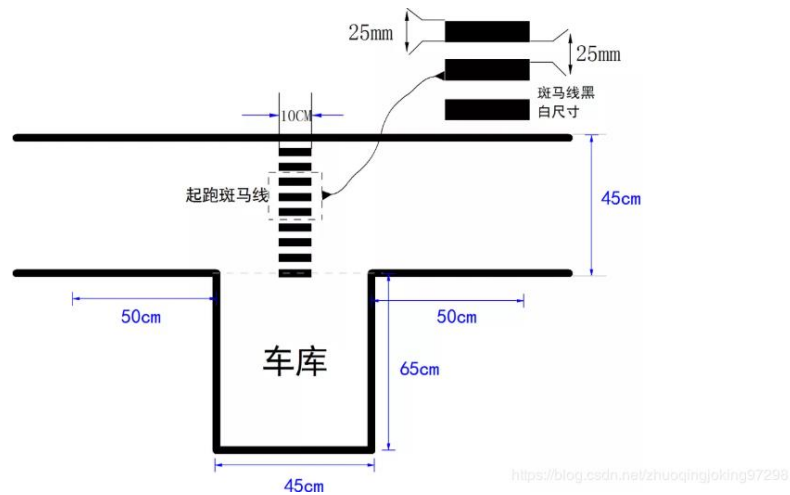 25mm
25mm
斑马线黑
白尺寸
10CM
起跑斑马线
45cm
50cm
50cm
车库
65cm
45cm
https://blog.csdn.net/zhuoqingjoking97298